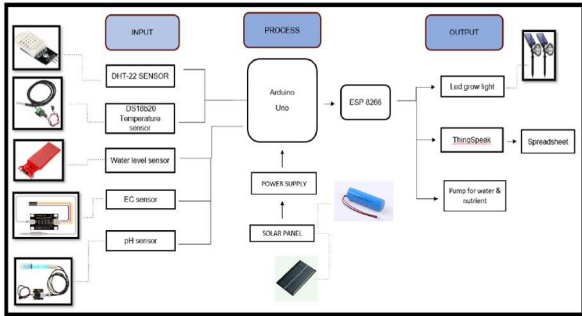 INPUT
PROCESS
OUTPUT
DHT-22 SENSOR
DS18b20
Temperature
sensor
Water level sensor
EC sensor
pH sensor
Arduino
Uno
ESP 8266
POWER SUPPLY
SOLAR PANEL
Led grow light
ThingSpeak
Spreadsheet
Pump for water &
nutrient